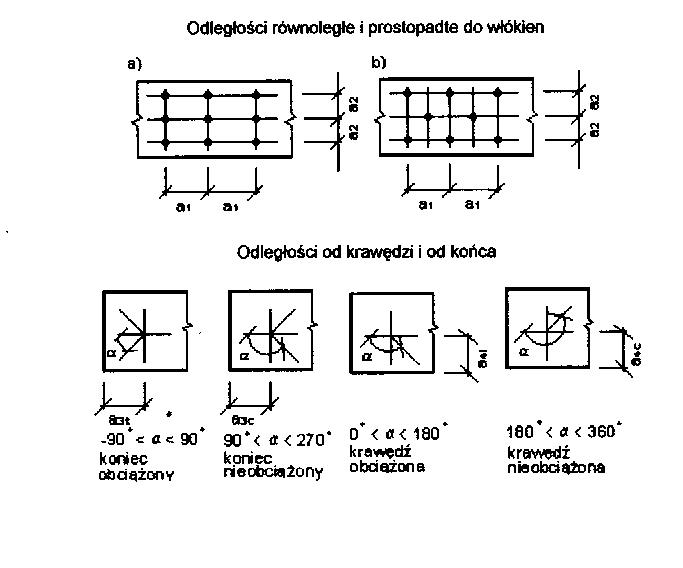 Odległości równoległe i prostopadte do włókien
a)
b)
a2
a2
a2
a2
a1 a1
a1 a1
Odległości od krawędzi i od końca
α
α
α
α
a3t
a3c
a4t
a4c
-90° < α < 90°
koniec
obciążony
90° < α < 270°
koniec
nieobciążony
0° < α < 180°
krawędź
obciążona
180° < α < 360°
krawędź
nieobciążona